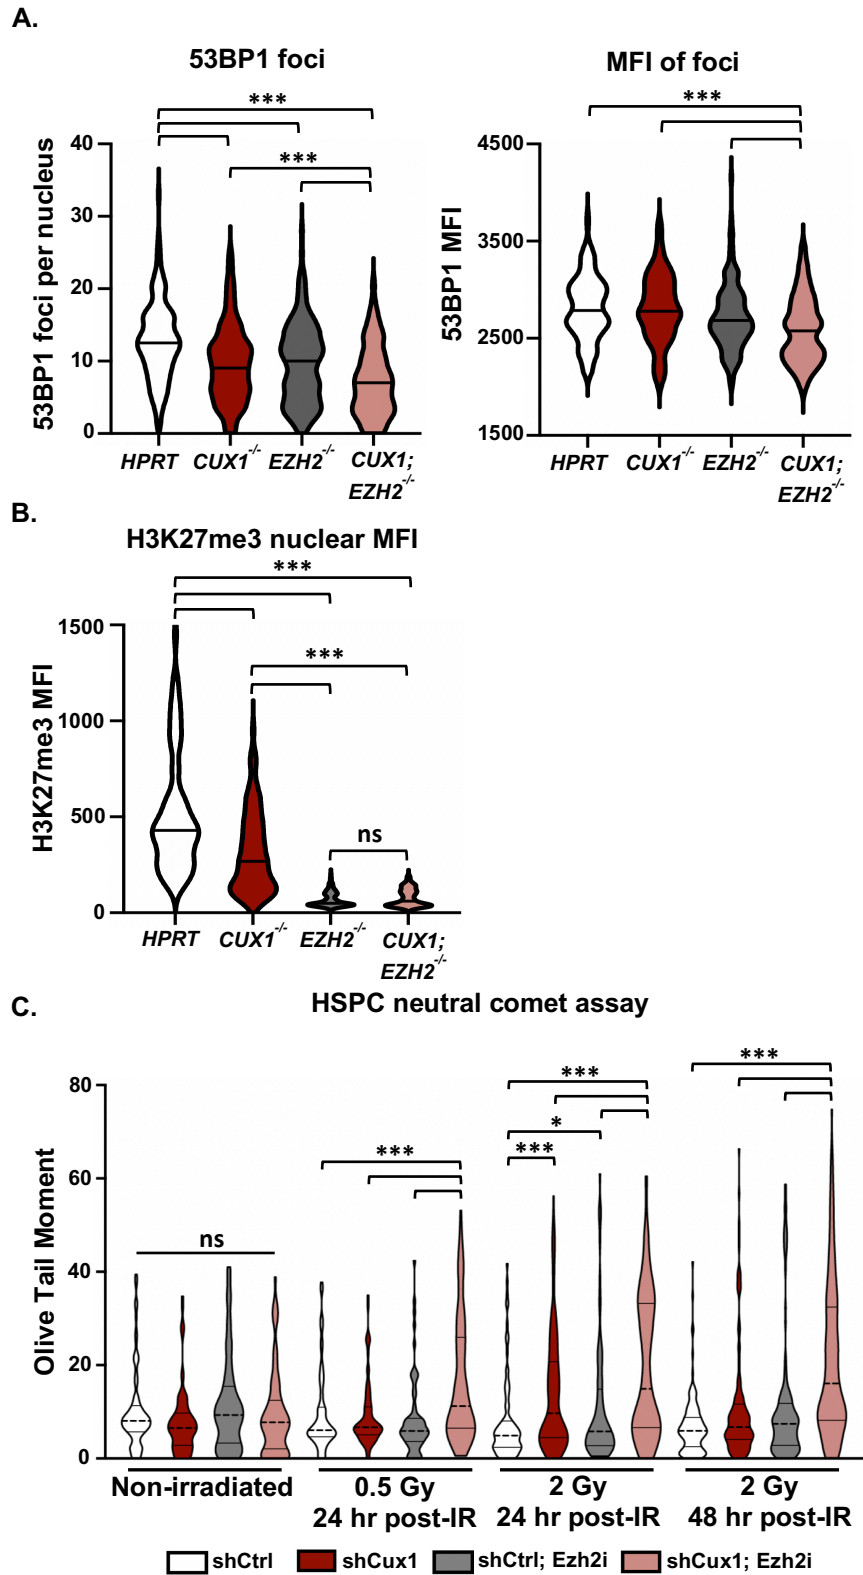 A.
53BP1 foci
MFI of foci
***
***
***
53BP1 foci per nucleus
40
30
20
10
0
HPRT
CUX1-/-
EZH2-/-
CUX1;
EZH2-/-
53BP1 MFI
4500
3500
2500
1500
HPRT
CUX1-/-
EZH2-/-
CUX1;
EZH2-/-
B.
H3K27me3 nuclear MFI
***
***
ns
H3K27me3 MFI
1500
1000
500
0
HPRT
CUX1-/-
EZH2-/-
CUX1;
EZH2-/-
C.
HSPC neutral comet assay
Olive Tail Moment
80
60
40
20
0
ns
***
***
*
***
***
Non-irradiated
0.5 Gy
24 hr post-IR
2 Gy
24 hr post-IR
2 Gy
48 hr post-IR
shCtrl
shCux1
shCtrl; Ezh2i
shCux1; Ezh2i